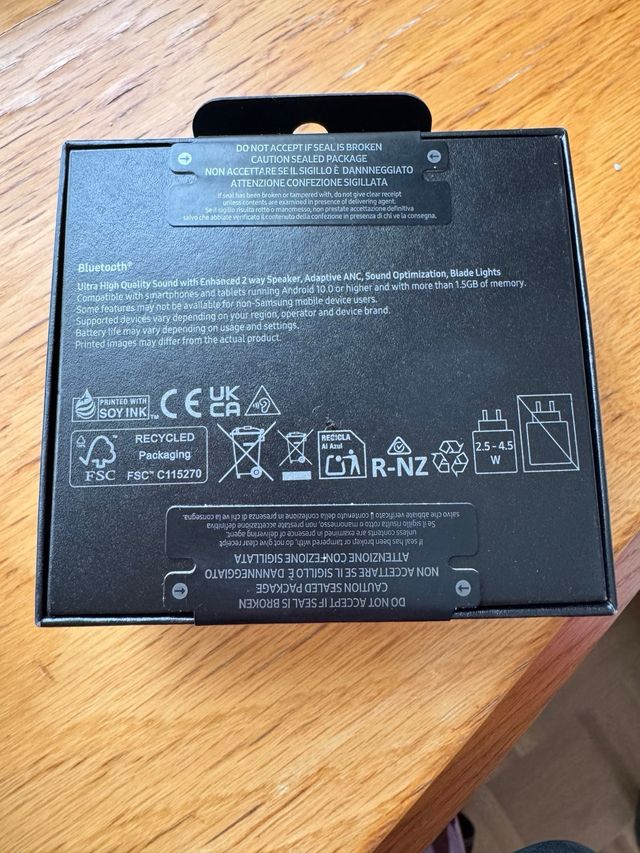 DO NOT ACCEPT IF SEAL IS BROKEN
CAUTION SEALED PACKAGE
NON ACCETTARE SE IL SIGILLO È DANNNEGGIATO
ATTENZIONE CONFEZIONE SIGILLATA
If seal has been broken or tampered with, do not give clear receipt
unless contents are examined in presence of delivering agent.
Se il sigillo risulta rotto o manomesso, non prestate accettazione definitiva
salvo che abbiate verificato il contenuto della confezione in presenza di chi ve la consegna.
Bluetooth®
Ultra High Quality Sound with Enhanced 2 way Speaker, Adaptive ANC, Sound Optimization, Blade Lights
Compatible with smartphones and tablets running Android 10.0 or higher and with more than 1.5GB of memory.
Some features may not be available for non-Samsung mobile device users.
Supported devices vary depending on your region, operator and device brand.
Battery life may vary depending on usage and settings.
Printed images may differ from the actual product.
PRINTED WITH
SOY INK™
CE
UK
CA
FSC
RECYCLED
Packaging
FSC™ C115270
RECICLA
Al Azul
R-NZ
2.5 - 4.5
W
DO NOT ACCEPT IF SEAL IS BROKEN
CAUTION SEALED PACKAGE
NON ACCETTARE SE IL SIGILLO È DANNNEGGIATO
ATTENZIONE CONFEZIONE SIGILLATA
If seal has been broken or tampered with, do not give clear receipt
unless contents are examined in presence of delivering agent.
Se il sigillo risulta rotto o manomesso, non prestate accettazione definitiva
salvo che abbiate verificato il contenuto della confezione in presenza di chi ve la consegna.